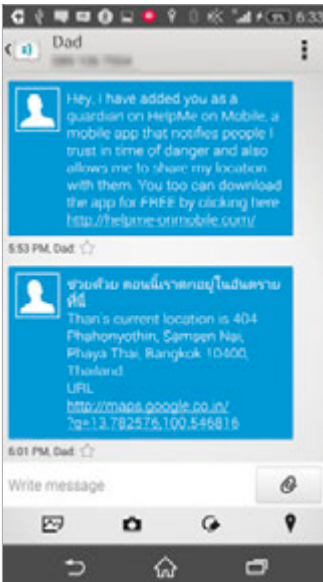 6:33
Dad
Hey, I have added you as a
guardian on HelpMe on Mobile, a
mobile app that notifies people I
trust in time of danger and also
allows me to share my location
with them. You too can download
the app for FREE by clicking here
http://helpme-onmobile.com/
5:53 PM, Dad
ช่วยด้วย ตอนนี้เราตกอยู่ในอันตราย
ที่นี่
Than's current location is 404
Phahonyothin, Samsen Nai,
Phaya Thai, Bangkok 10400,
Thailand
URL
http://maps.google.co.in/
?q=13.782576,100.546816
6:01 PM, Dad
Write message